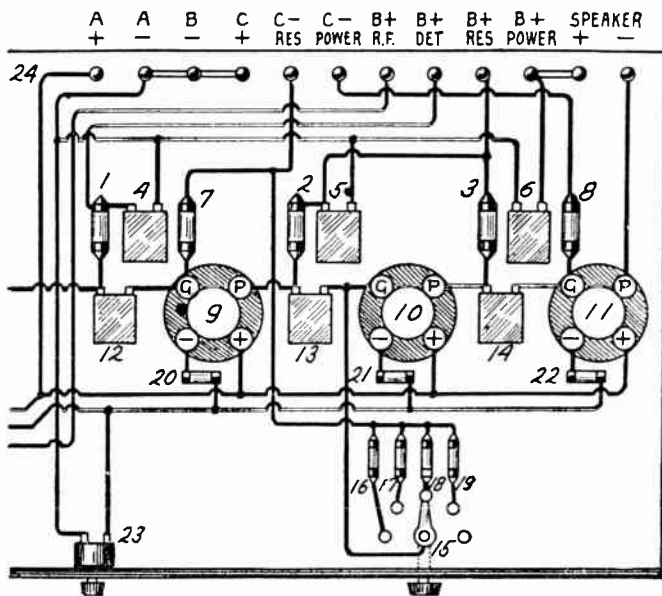 A A B C C- C- B+ B+ B+ B+ SPEAKER
+ - - + RES POWER R.F. DET RES POWER + -
24
1 4 7 2 5 3 6 8
G P G P G P
9 10 11
12 13 14
- + - + - +
20 21 22
16 17 18 19
23 15